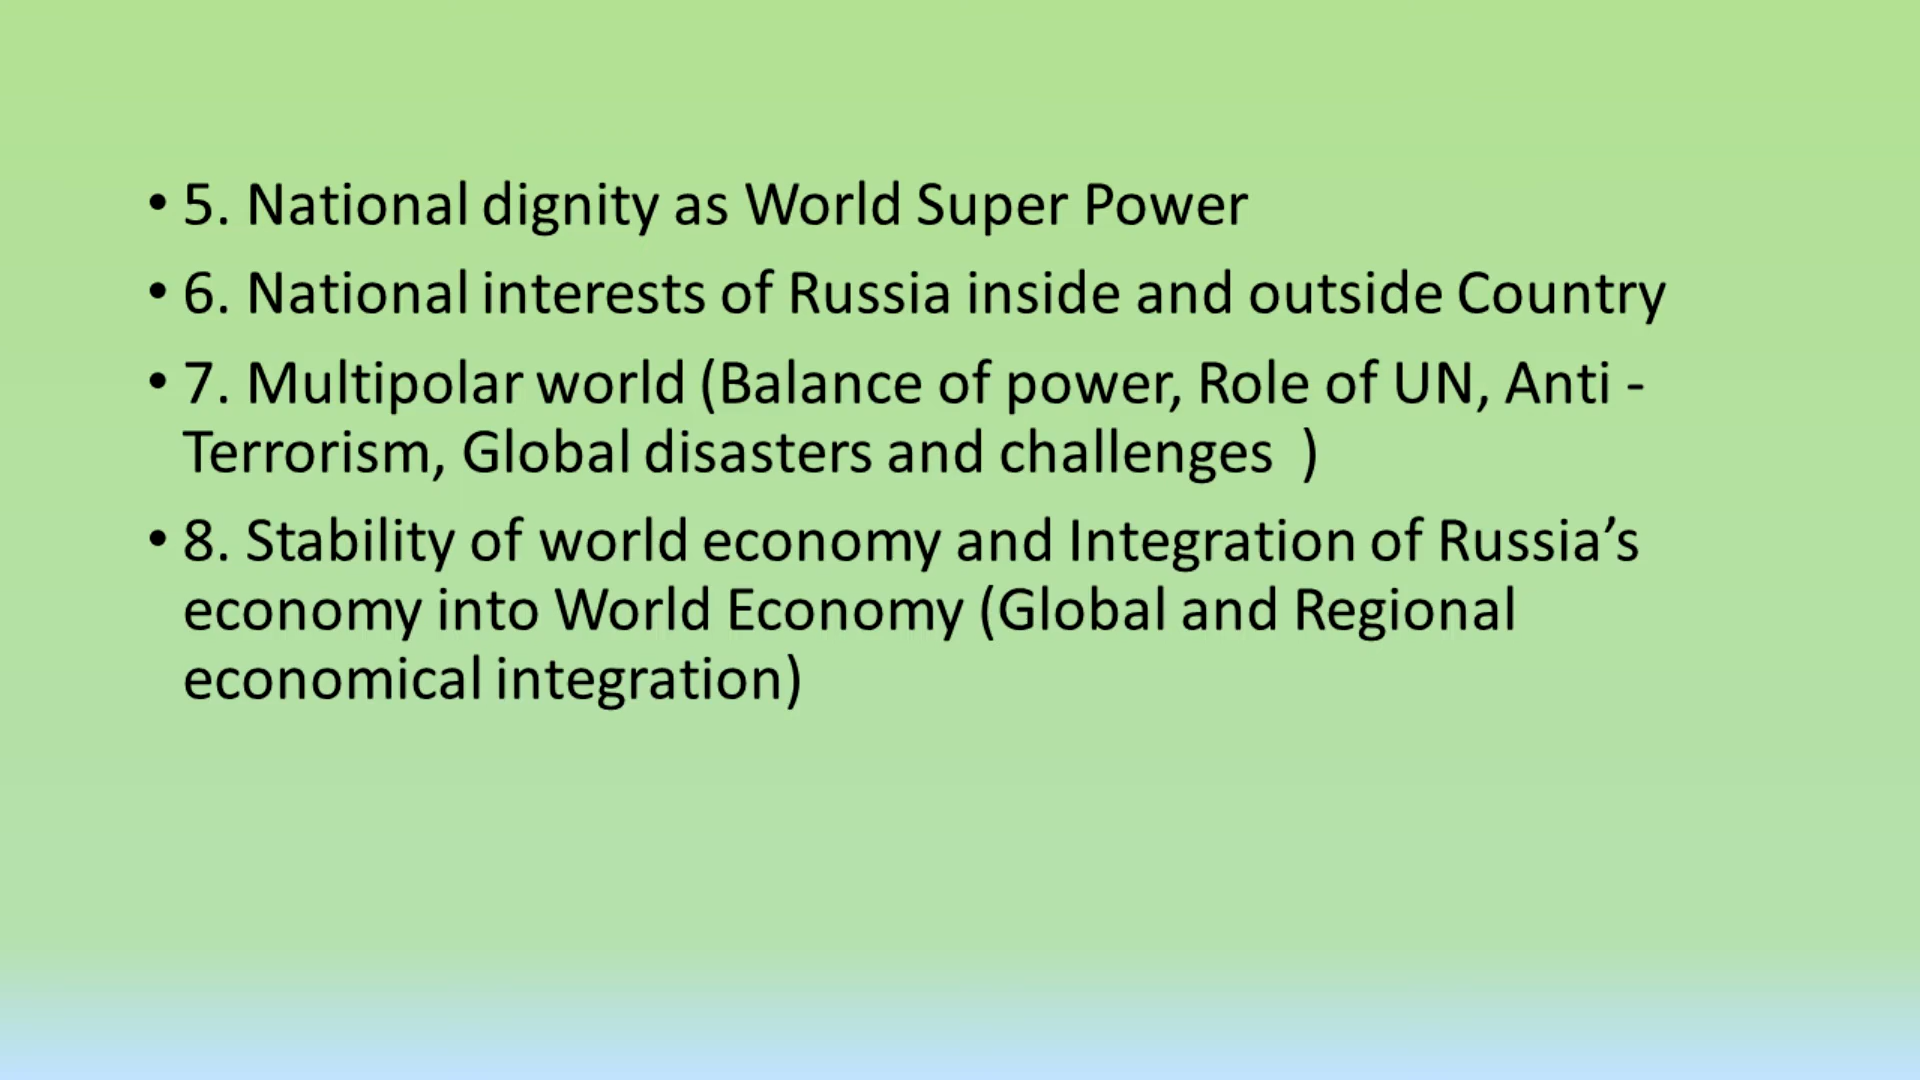 • 5. National dignity as World Super Power
• 6. National interests of Russia inside and outside Country
• 7. Multipolar world (Balance of power, Role of UN, Anti -
Terrorism, Global disasters and challenges  )
• 8. Stability of world economy and Integration of Russia’s
economy into World Economy (Global and Regional
economical integration)